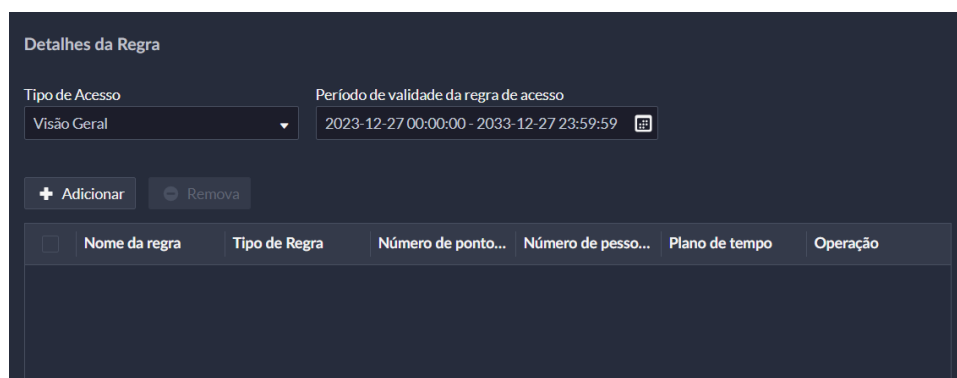 Detalhes da Regra
Tipo de Acesso Período de validade da regra de acesso
Visão Geral 2023-12-27 00:00:00 - 2033-12-27 23:59:59
Adicionar Remova
Nome da regra Tipo de Regra Número de ponto... Número de pesso... Plano de tempo Operação